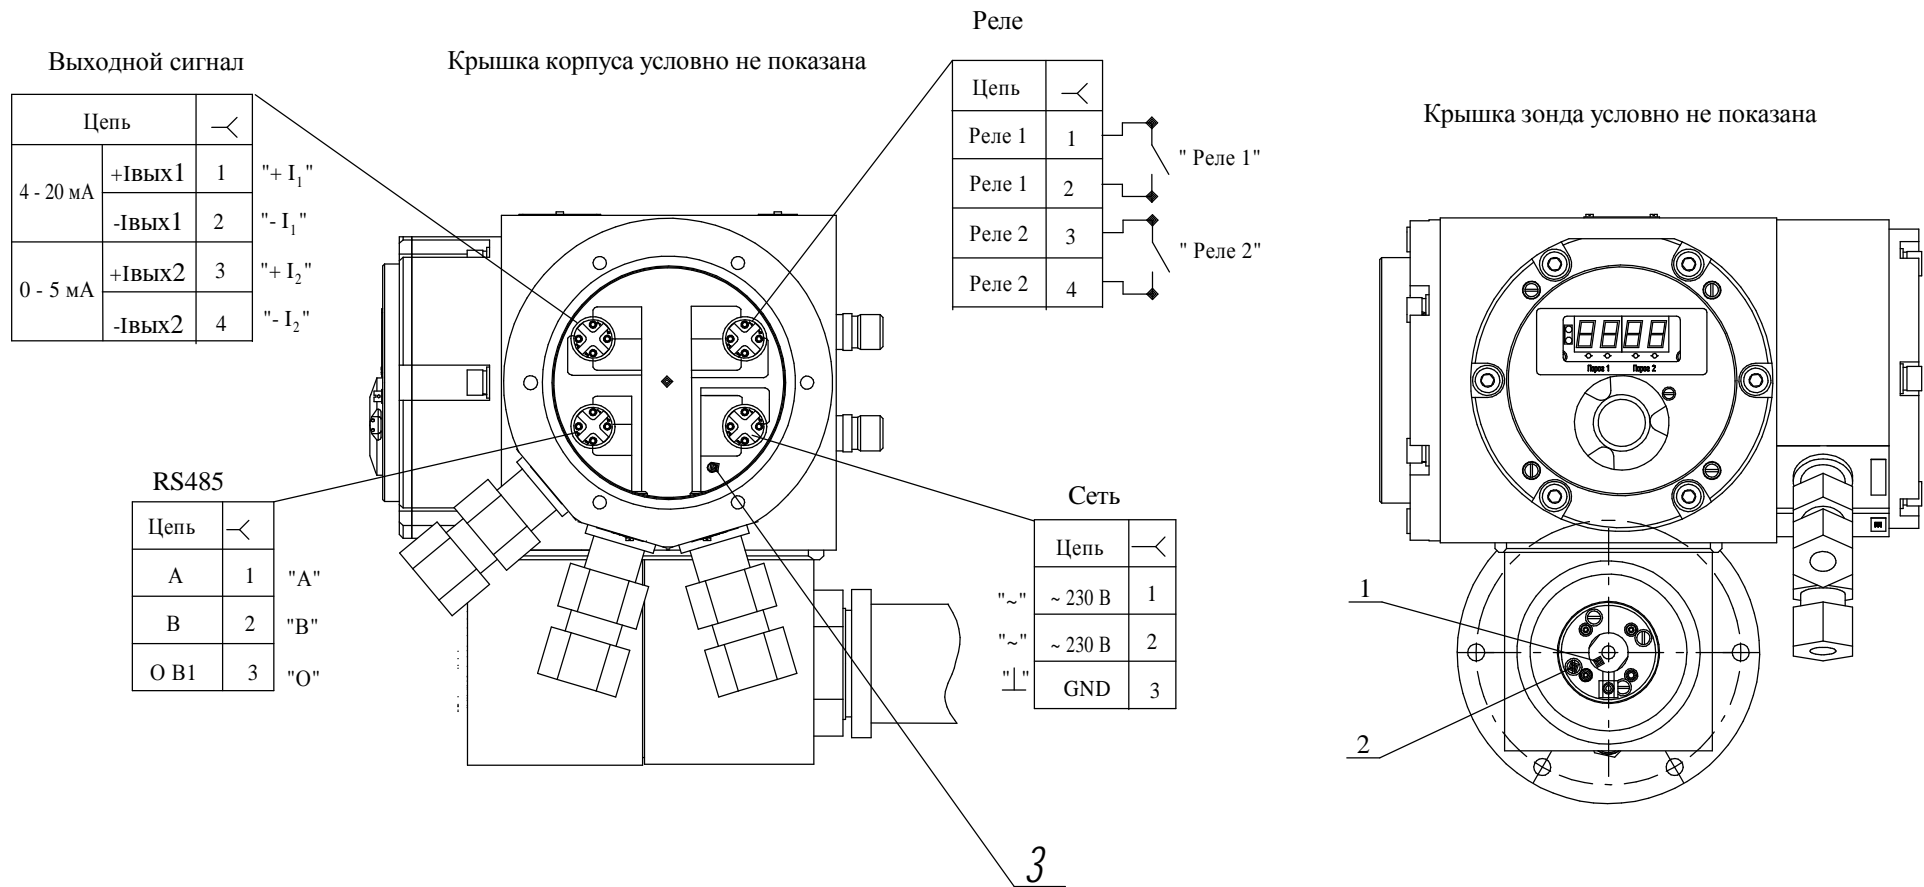 Реле
Выходной сигнал
Крышка корпуса условно не показана
Цепь
4 - 20 мА
+Iвых1 1 "+ I1"
-Iвых1 2 "- I1"
0 - 5 мА
+Iвых2 3 "+ I2"
-Iвых2 4 "- I2"
Цепь
Реле 1 1
Реле 1 2
" Реле 1"
Реле 2 3
Реле 2 4
" Реле 2"
Крышка зонда условно не показана
Порог 1 Порог 2
RS485
Цепь
A 1 "A"
B 2 "B"
О В1 3 "О"
Сеть
Цепь
"~" ~ 230 В 1
"~" ~ 230 В 2
"⊥" GND 3
1
2
3